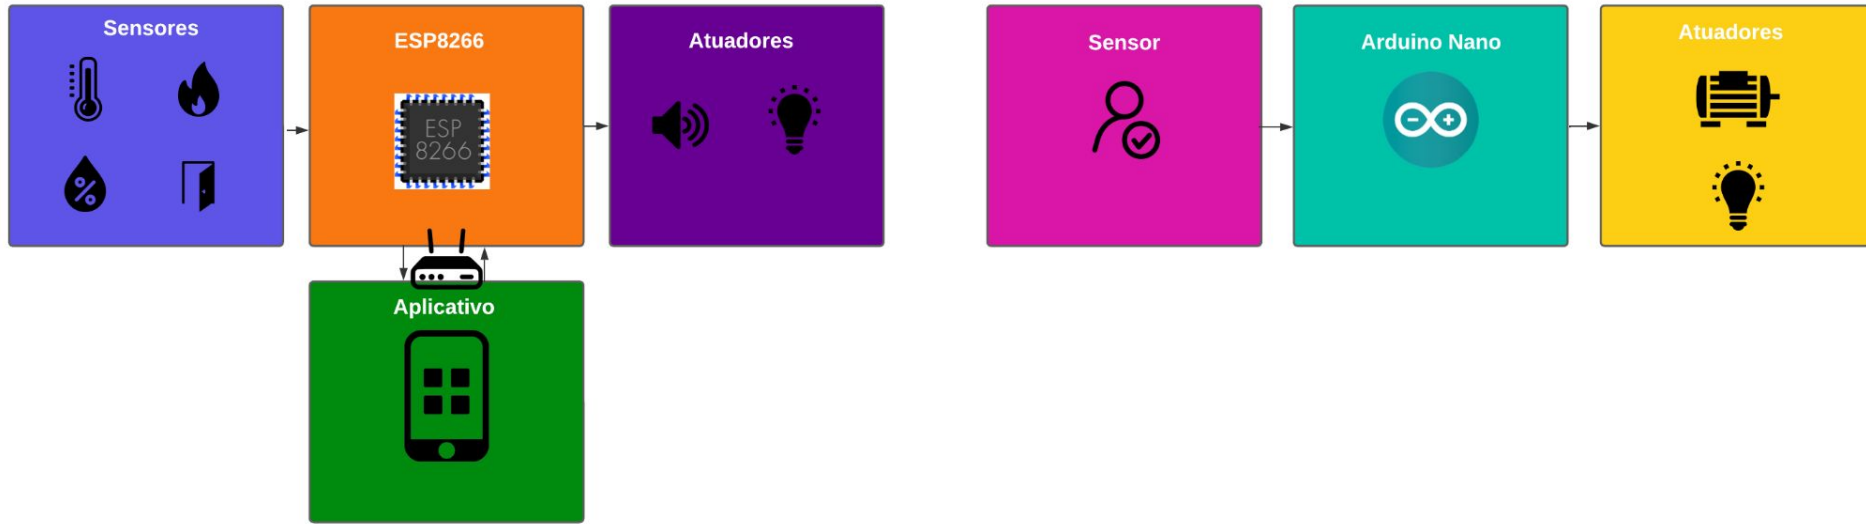 Sensores
ESP8266
ESP
8266
Atuadores
Aplicativo
Sensor
Arduino Nano
Atuadores